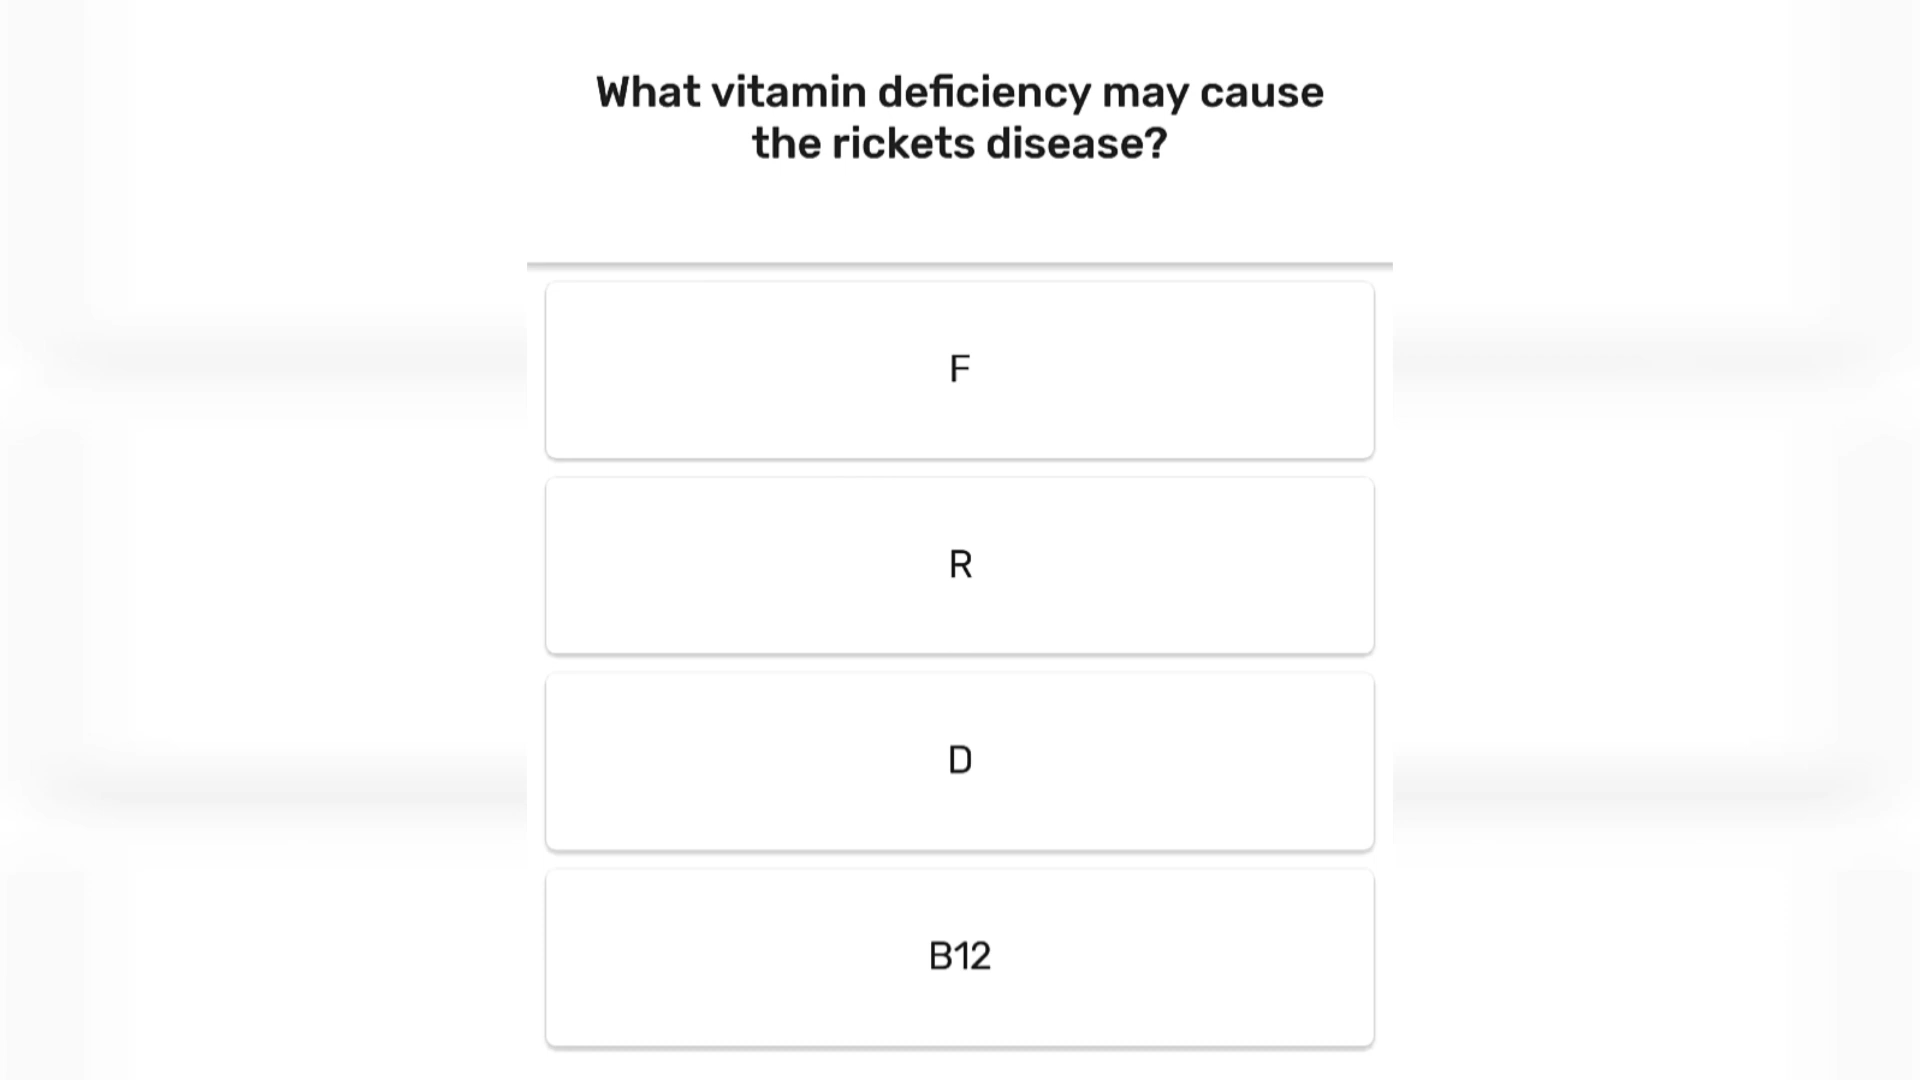 What vitamin deficiency may cause
the rickets disease?
F
R
D
B12